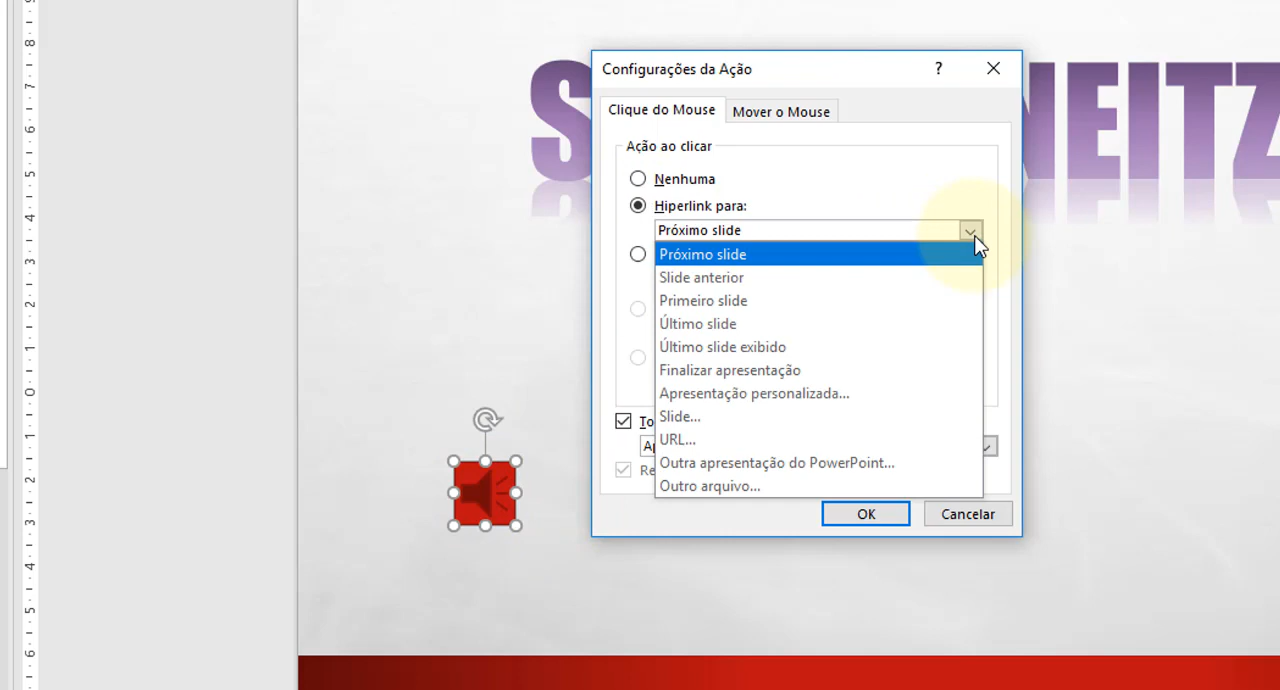 Configurações da Ação
Clique do Mouse
Mover o Mouse
Ação ao clicar
Nenhuma
Hiperlink para:
Próximo slide
Próximo slide
Slide anterior
Primeiro slide
Último slide
Último slide exibido
Finalizar apresentação
Apresentação personalizada...
Slide...
URL...
Outra apresentação do PowerPoint...
Outro arquivo...
OK
Cancelar